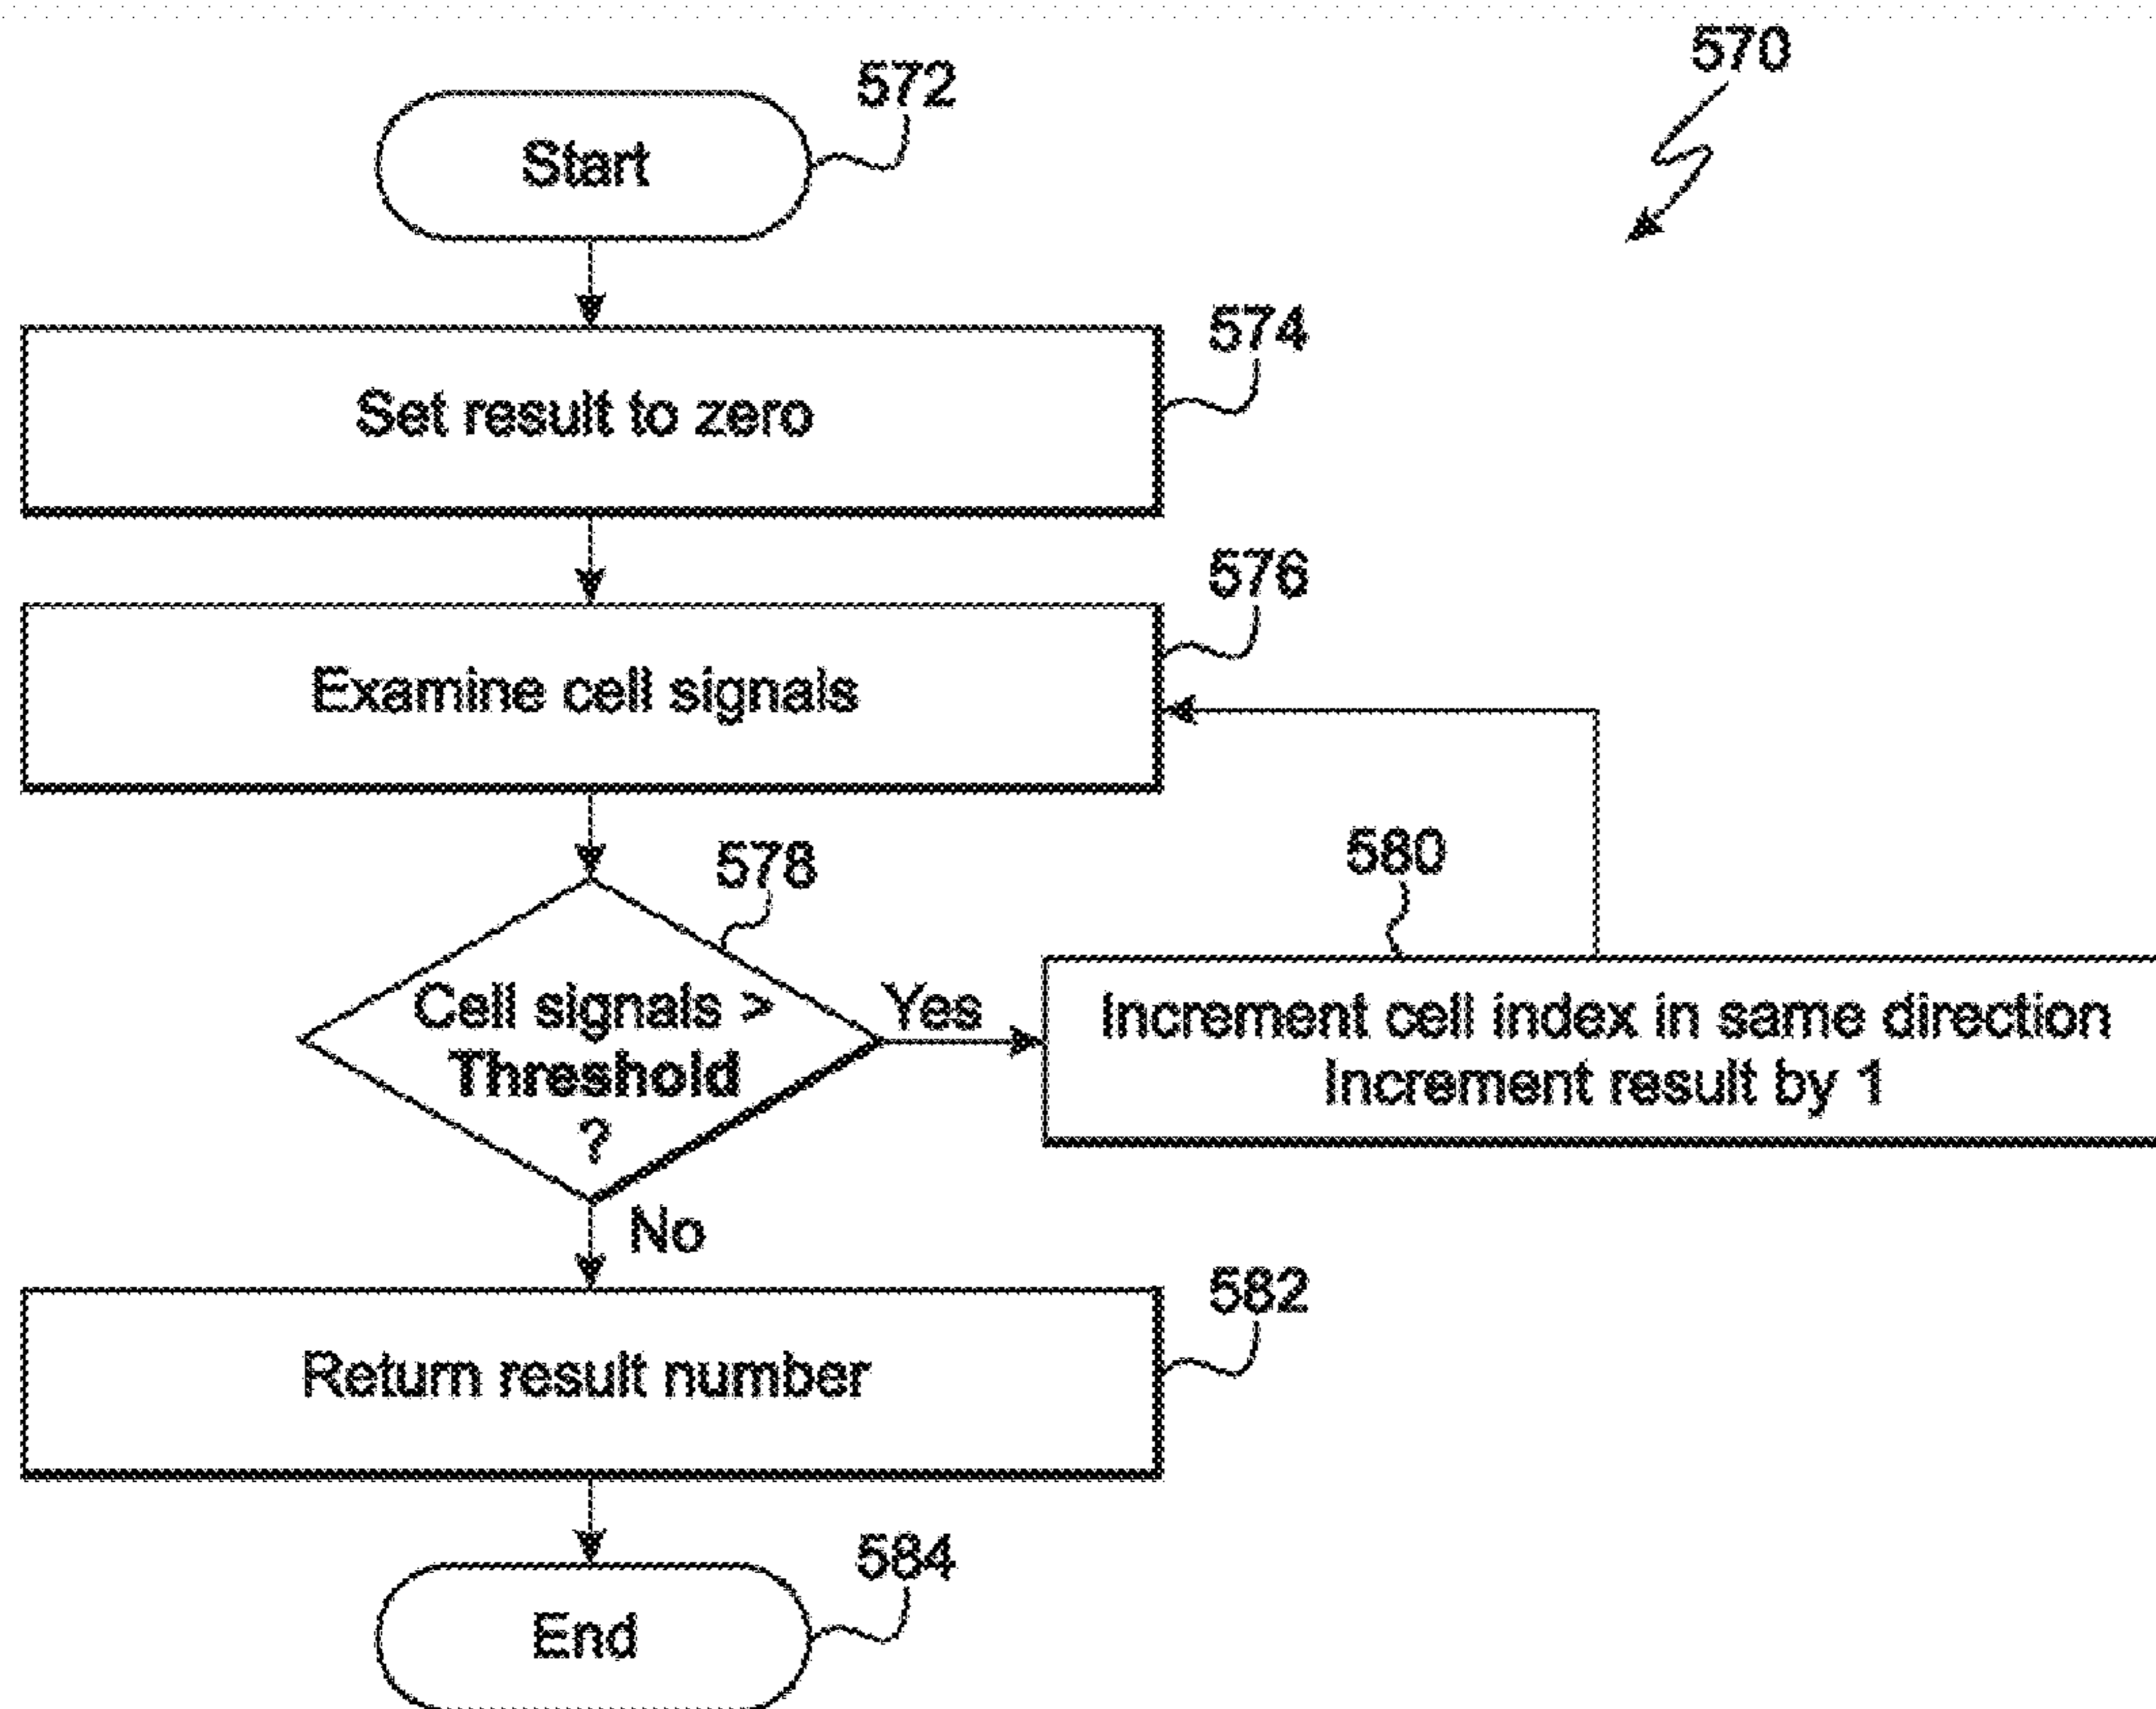 570
572
Start
574
Set result to zero
576
Examine cell signals
578
580
Cell signals >
Threshold
?
Yes
Increment cell index in same direction
Increment result by 1
No
582
Return result number
584
End